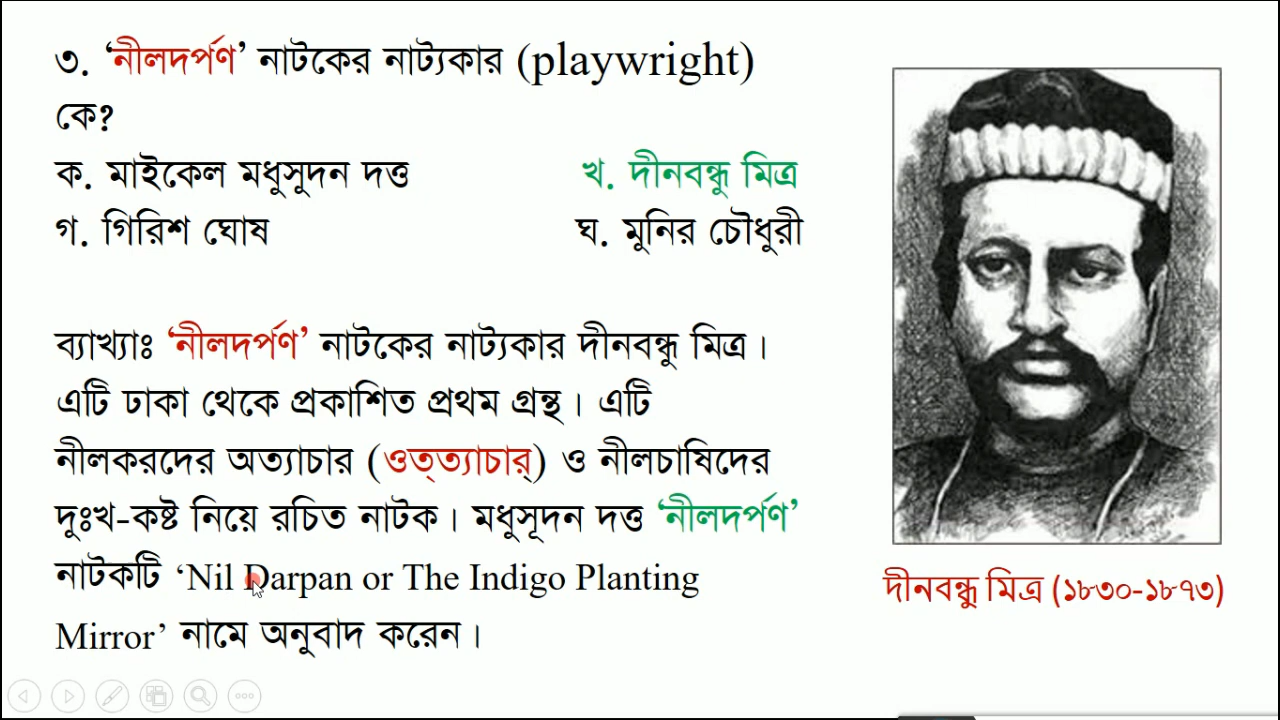 ৩. ‘নীলদর্পণ’ নাটকের নাট্যকার (playwright)
কে?
ক. মাইকেল মধুসুদন দত্ত
খ. দীনবন্ধু মিত্র
গ. গিরিশ ঘোষ
ঘ. মুনির চৌধুরী
ব্যাখ্যাঃ ‘নীলদর্পণ’ নাটকের নাট্যকার দীনবন্ধু মিত্র।
এটি ঢাকা থেকে প্রকাশিত প্রথম গ্রন্থ। এটি
নীলকরদের অত্যাচার (ওত্ত্যাচার্) ও নীলচাষিদের
দুঃখ-কষ্ট নিয়ে রচিত নাটক। মধুসূদন দত্ত ‘নীলদর্পণ’
নাটকটি ‘Nil Darpan or The Indigo Planting
Mirror’ নামে অনুবাদ করেন।
দীনবন্ধু মিত্র (১৮৩০-১৮৭৩)